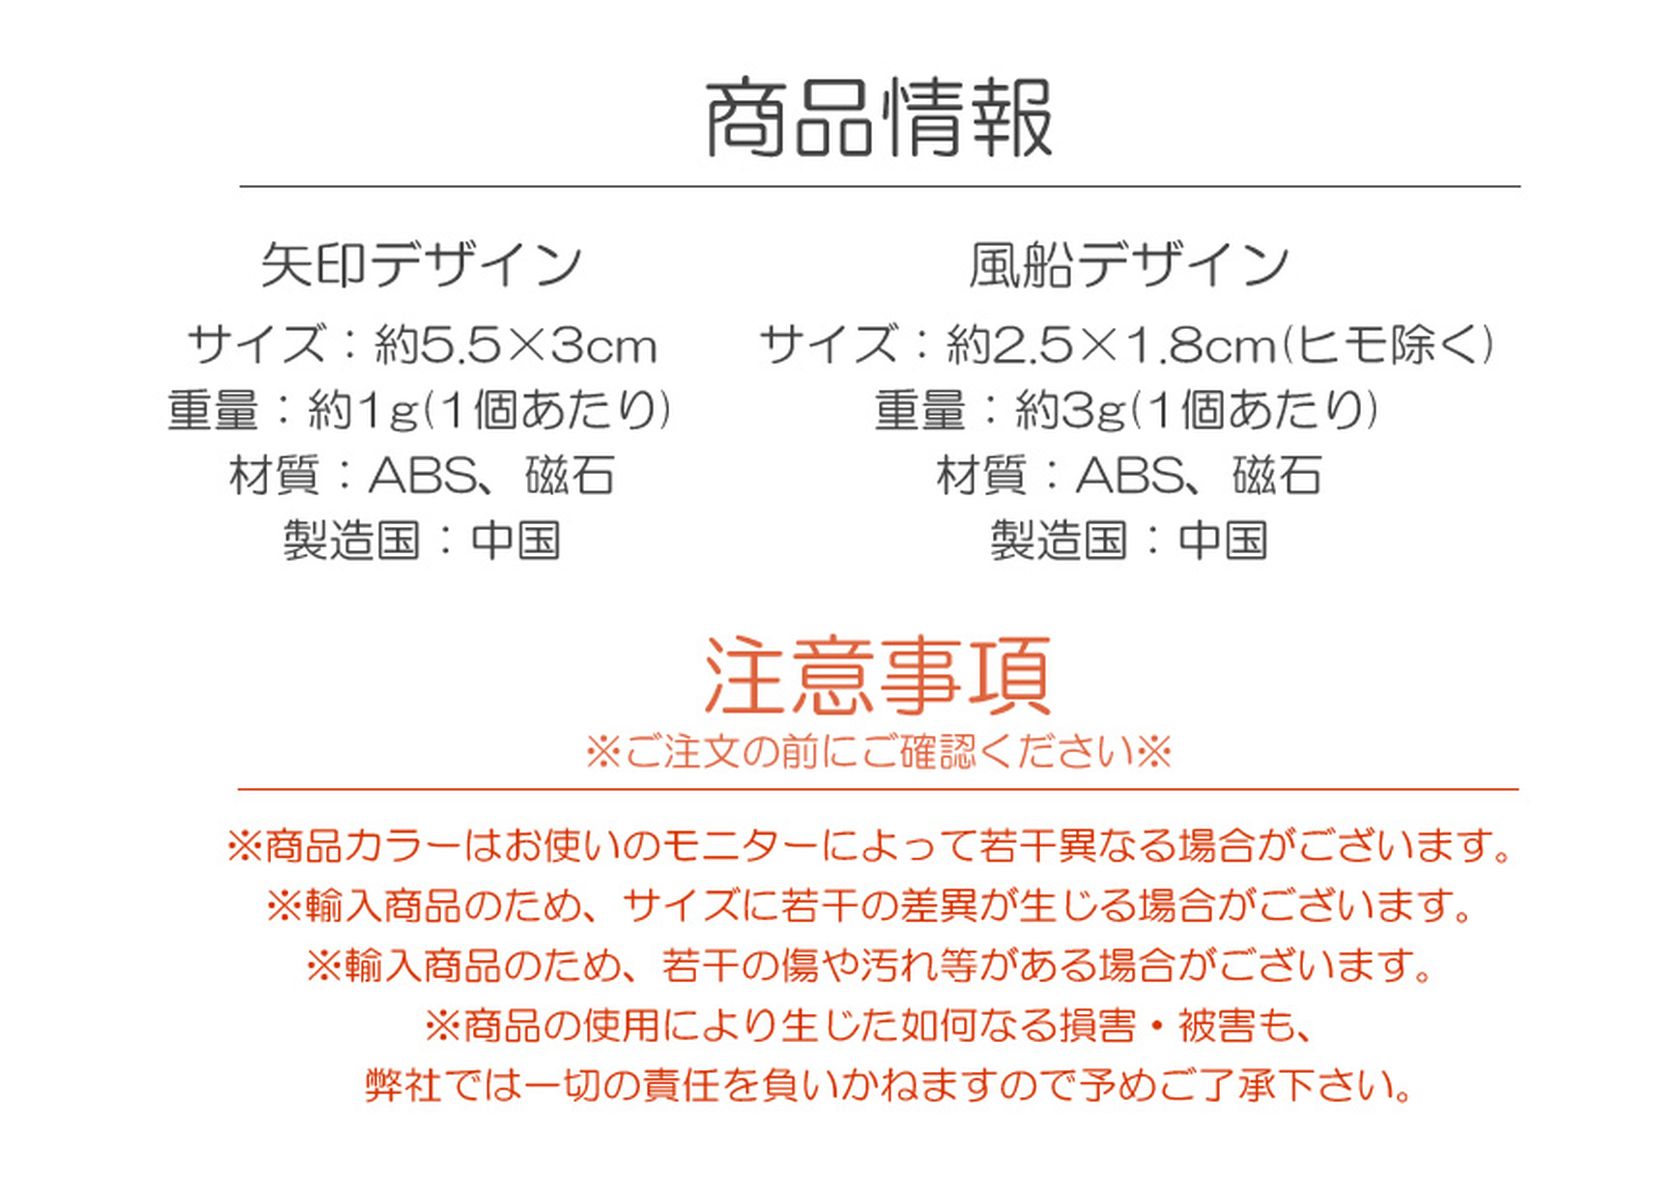 商品情報
矢印デザイン
サイズ：約5.5×3cm
重量：約1g(1個あたり)
材質：ABS、磁石
製造国：中国
風船デザイン
サイズ：約2.5×1.8cm(ヒモ除く)
重量：約3g(1個あたり)
材質：ABS、磁石
製造国：中国
注意事項
※ご注文の前にご確認ください※
※商品カラーはお使いのモニターによって若干異なる場合がございます。
※輸入商品のため、サイズに若干の差異が生じる場合がございます。
※輸入商品のため、若干の傷や汚れ等がある場合がございます。
※商品の使用により生じた如何なる損害・被害も、
弊社では一切の責任を負いかねますので予めご了承下さい。